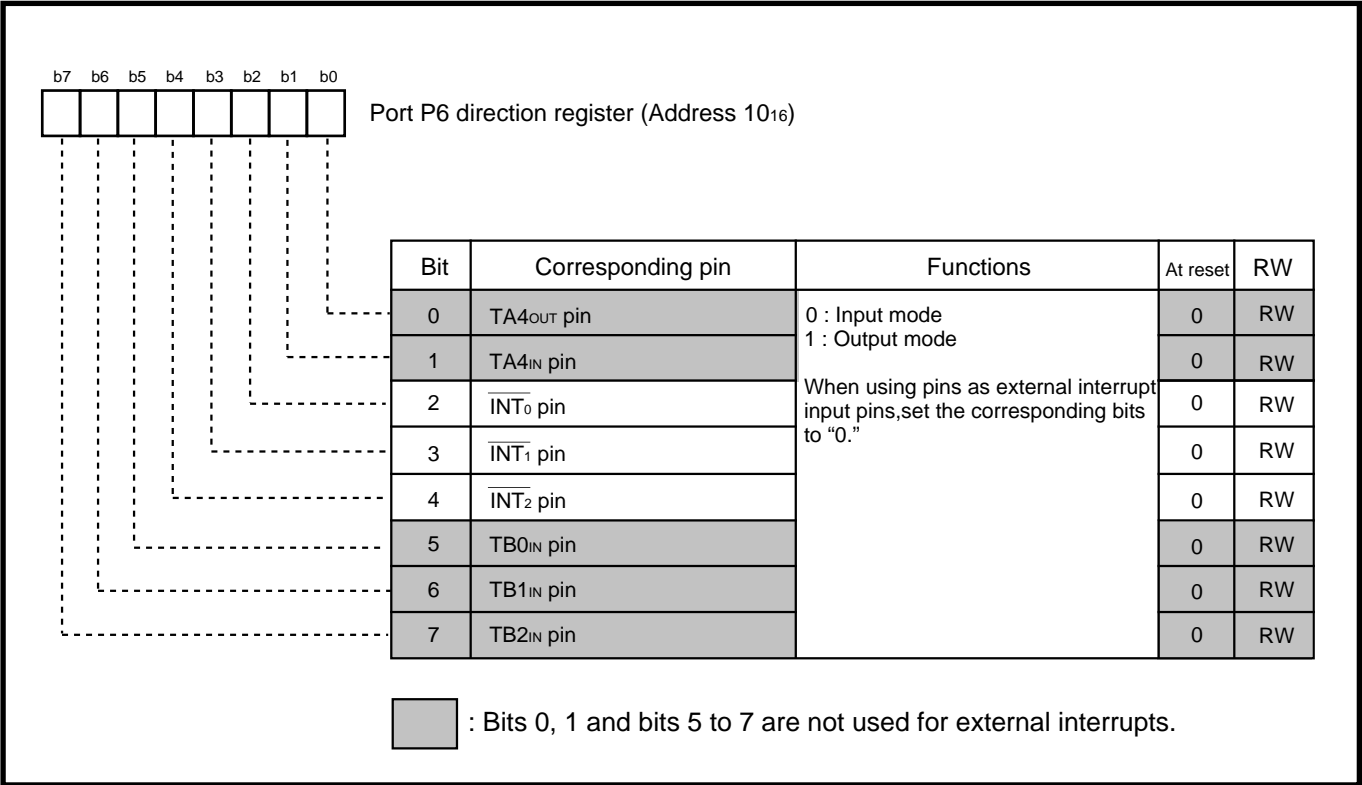 b7 b6 b5 b4 b3 b2 b1 b0
Port P6 direction register (Address 10₁₆)
Bit Corresponding pin Functions At reset RW
0 TA4OUT pin 0 : Input mode 0 RW
1 : Output mode
1 TA4IN pin 0 RW
When using pins as external interrupt
2 INT0 pin input pins,set the corresponding bits 0 RW
to “0.”
3 INT1 pin 0 RW
4 INT2 pin 0 RW
5 TB0IN pin 0 RW
6 TB1IN pin 0 RW
7 TB2IN pin 0 RW
: Bits 0, 1 and bits 5 to 7 are not used for external interrupts.